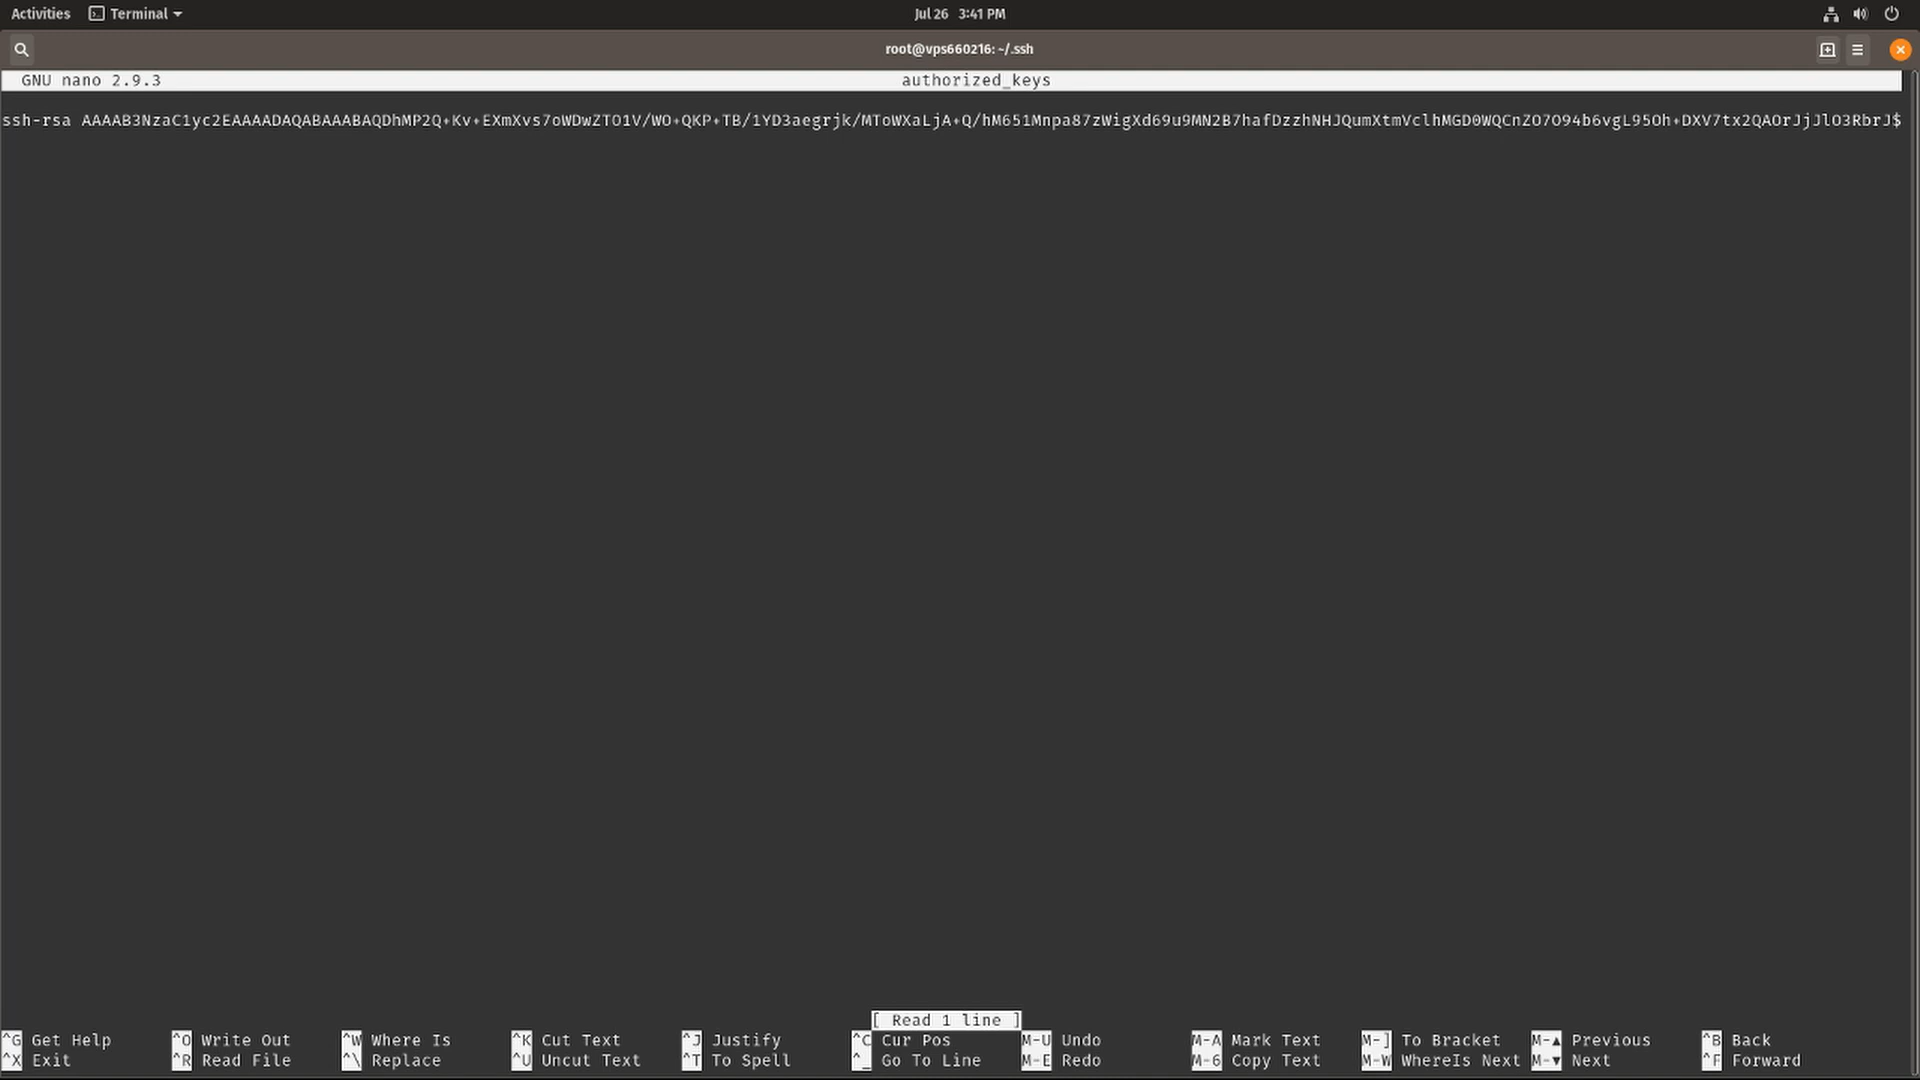 Activities Terminal Jul 26 3:41 PM
root@vps660216: ~/.ssh
GNU nano 2.9.3 authorized_keys
ssh-rsa AAAAB3NzaC1yc2EAAAADAQABAAABAQDhMP2Q+Kv+EXmXvs7oWDwZTO1V/WO+QKP+TB/1YD3aegrjk/MToWXaLjA+Q/hM651Mnpa87zWigXd69u9MN2B7hafDzzhNHJQumXtmVclhMGD0WQCnZO7O94b6vgL95Oh+DXV7tx2QAOrJjJlO3RbrJ$
[ Read 1 line ]
^G Get Help ^O Write Out ^W Where Is ^K Cut Text ^J Justify ^C Cur Pos M-U Undo M-A Mark Text M-] To Bracket M-▲ Previous ^B Back
^X Exit ^R Read File ^\ Replace ^U Uncut Text ^T To Spell ^_ Go To Line M-E Redo M-6 Copy Text M-W WhereIs Next M-▼ Next ^F Forward